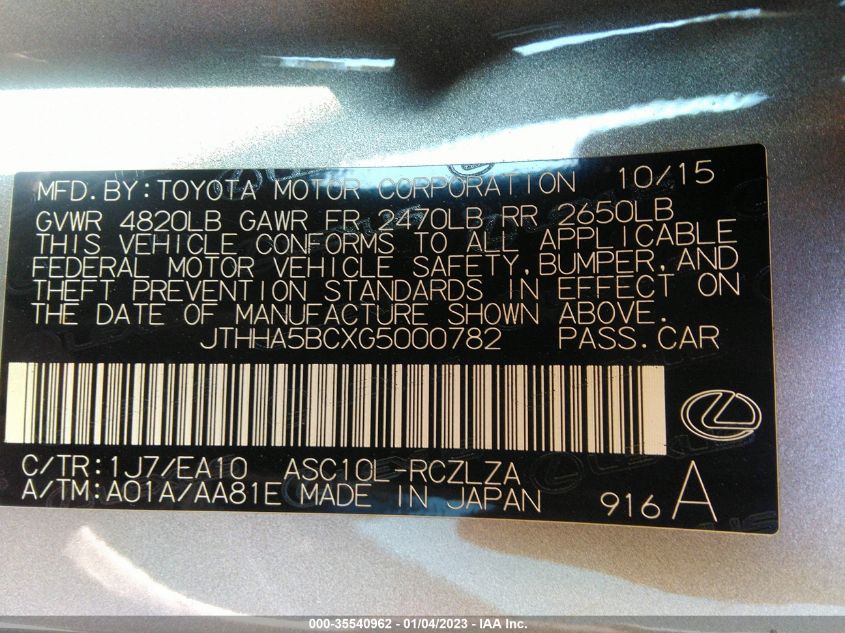 MFD.BY:TOYOTA MOTOR CORPORATION 10/15
GVWR 4820LB GAWR FR 2470LB RR 2650LB
THIS VEHICLE CONFORMS TO ALL APPLICABLE
FEDERAL MOTOR VEHICLE SAFETY,BUMPER,AND
THEFT PREVENTION STANDARDS IN EFFECT ON
THE DATE OF MANUFACTURE SHOWN ABOVE.
JTHHA5BCXG5000782 PASS.CAR
C/TR:1J7/EA10 ASC10L-RCZLZA
A/TM:A01A/AA81E MADE IN JAPAN 916 A
000-35540962 - 01/04/2023 - IAA Inc.